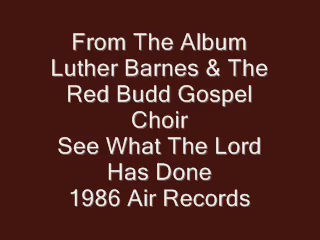 From The Album
Luther Barnes & The
Red Budd Gospel
Choir
See What The Lord
Has Done
1986 Air Records